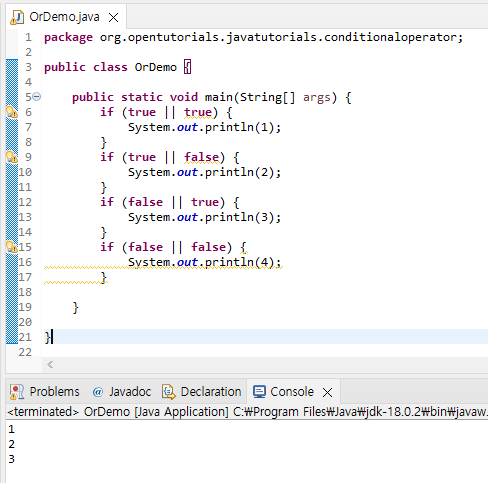 OrDemo.java
1 package org.opentutorials.javatutorials.conditionaloperator;
2
3 public class OrDemo {
4
5 public static void main(String[] args) {
6 if (true || true) {
7 System.out.println(1);
8 }
9 if (true || false) {
10 System.out.println(2);
11 }
12 if (false || true) {
13 System.out.println(3);
14 }
15 if (false || false) {
16 System.out.println(4);
17 }
18
19 }
20
21 }
22
Problems @ Javadoc Declaration Console
<terminated> OrDemo [Java Application] C:₩Program Files₩Java₩jdk-18.0.2₩bin₩javaw.
1
2
3